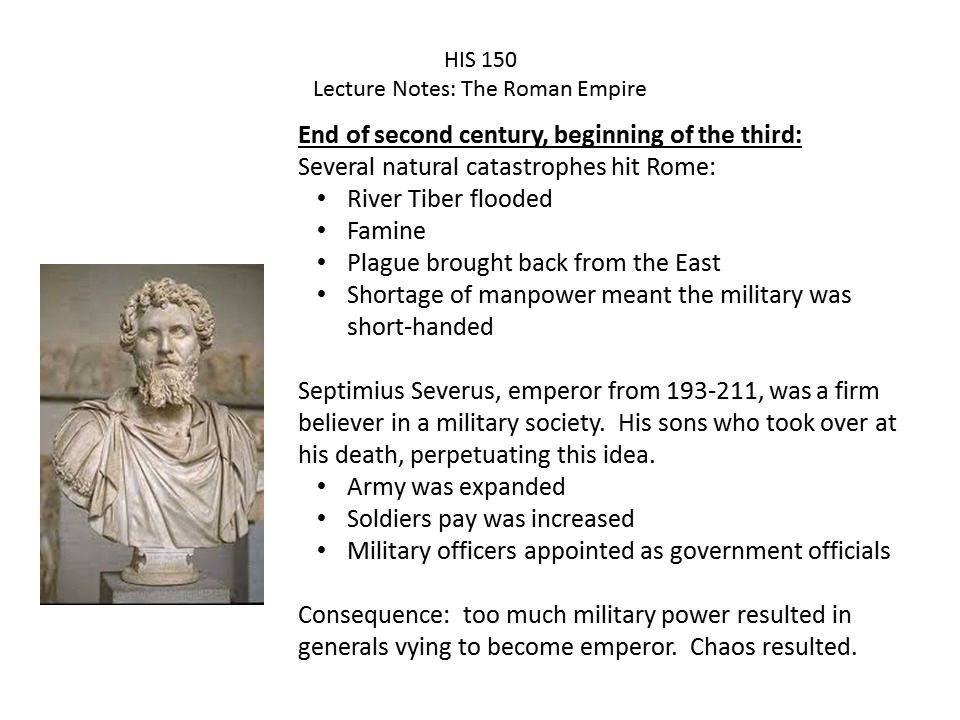 HIS 150
Lecture Notes: The Roman Empire
End of second century, beginning of the third:
Several natural catastrophes hit Rome:
• River Tiber flooded
• Famine
• Plague brought back from the East
• Shortage of manpower meant the military was
short-handed
Septimius Severus, emperor from 193-211, was a firm
believer in a military society.  His sons who took over at
his death, perpetuating this idea.
• Army was expanded
• Soldiers pay was increased
• Military officers appointed as government officials
Consequence:  too much military power resulted in
generals vying to become emperor.  Chaos resulted.